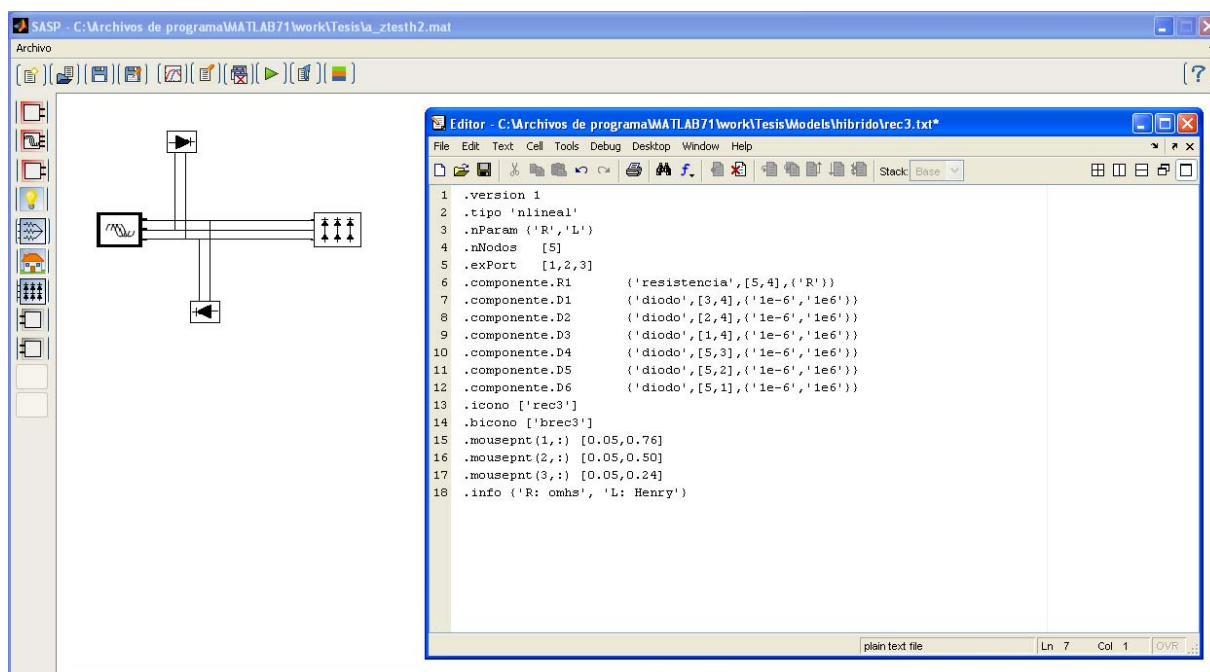 SASP - C:\Archivos de programa\MATLAB71\work\Tesis\a_ztesth2.mat
Archivo
Editor - C:\Archivos de programa\MATLAB71\work\Tesis\Models\hibrido\rec3.txt*
File Edit Text Cell Tools Debug Desktop Window Help
Stack: Base
1 .version 1
2 .tipo 'nlineal'
3 .nParam {'R','L'}
4 .nNodos [5]
5 .exPort [1,2,3]
6 .componente.R1 {'resistencia',[5,4],{'R'}}
7 .componente.D1 {'diodo',[3,4],{'1e-6','1e6'}}
8 .componente.D2 {'diodo',[2,4],{'1e-6','1e6'}}
9 .componente.D3 {'diodo',[1,4],{'1e-6','1e6'}}
10 .componente.D4 {'diodo',[5,3],{'1e-6','1e6'}}
11 .componente.D5 {'diodo',[5,2],{'1e-6','1e6'}}
12 .componente.D6 {'diodo',[5,1],{'1e-6','1e6'}}
13 .icono ['rec3']
14 .bicono ['brec3']
15 .mousepnt(1,:) [0.05,0.76]
16 .mousepnt(2,:) [0.05,0.50]
17 .mousepnt(3,:) [0.05,0.24]
18 .info {'R: omhs', 'L: Henry'}
plain text file Ln 7 Col 1 OVR